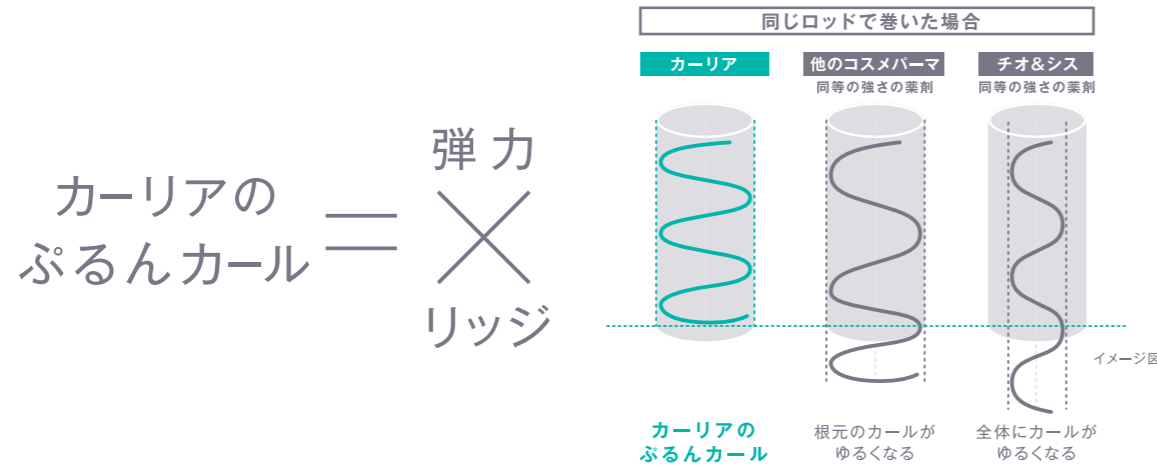 カーリアの
ぷるんカール
＝
弾力
×
リッジ
同じロッドで巻いた場合
カーリア
他のコスメパーマ
同等の強さの薬剤
チオ&シス
同等の強さの薬剤
イメージ図
カーリアの
ぷるんカール
根元のカールが
ゆるくなる
全体にカールが
ゆるくなる